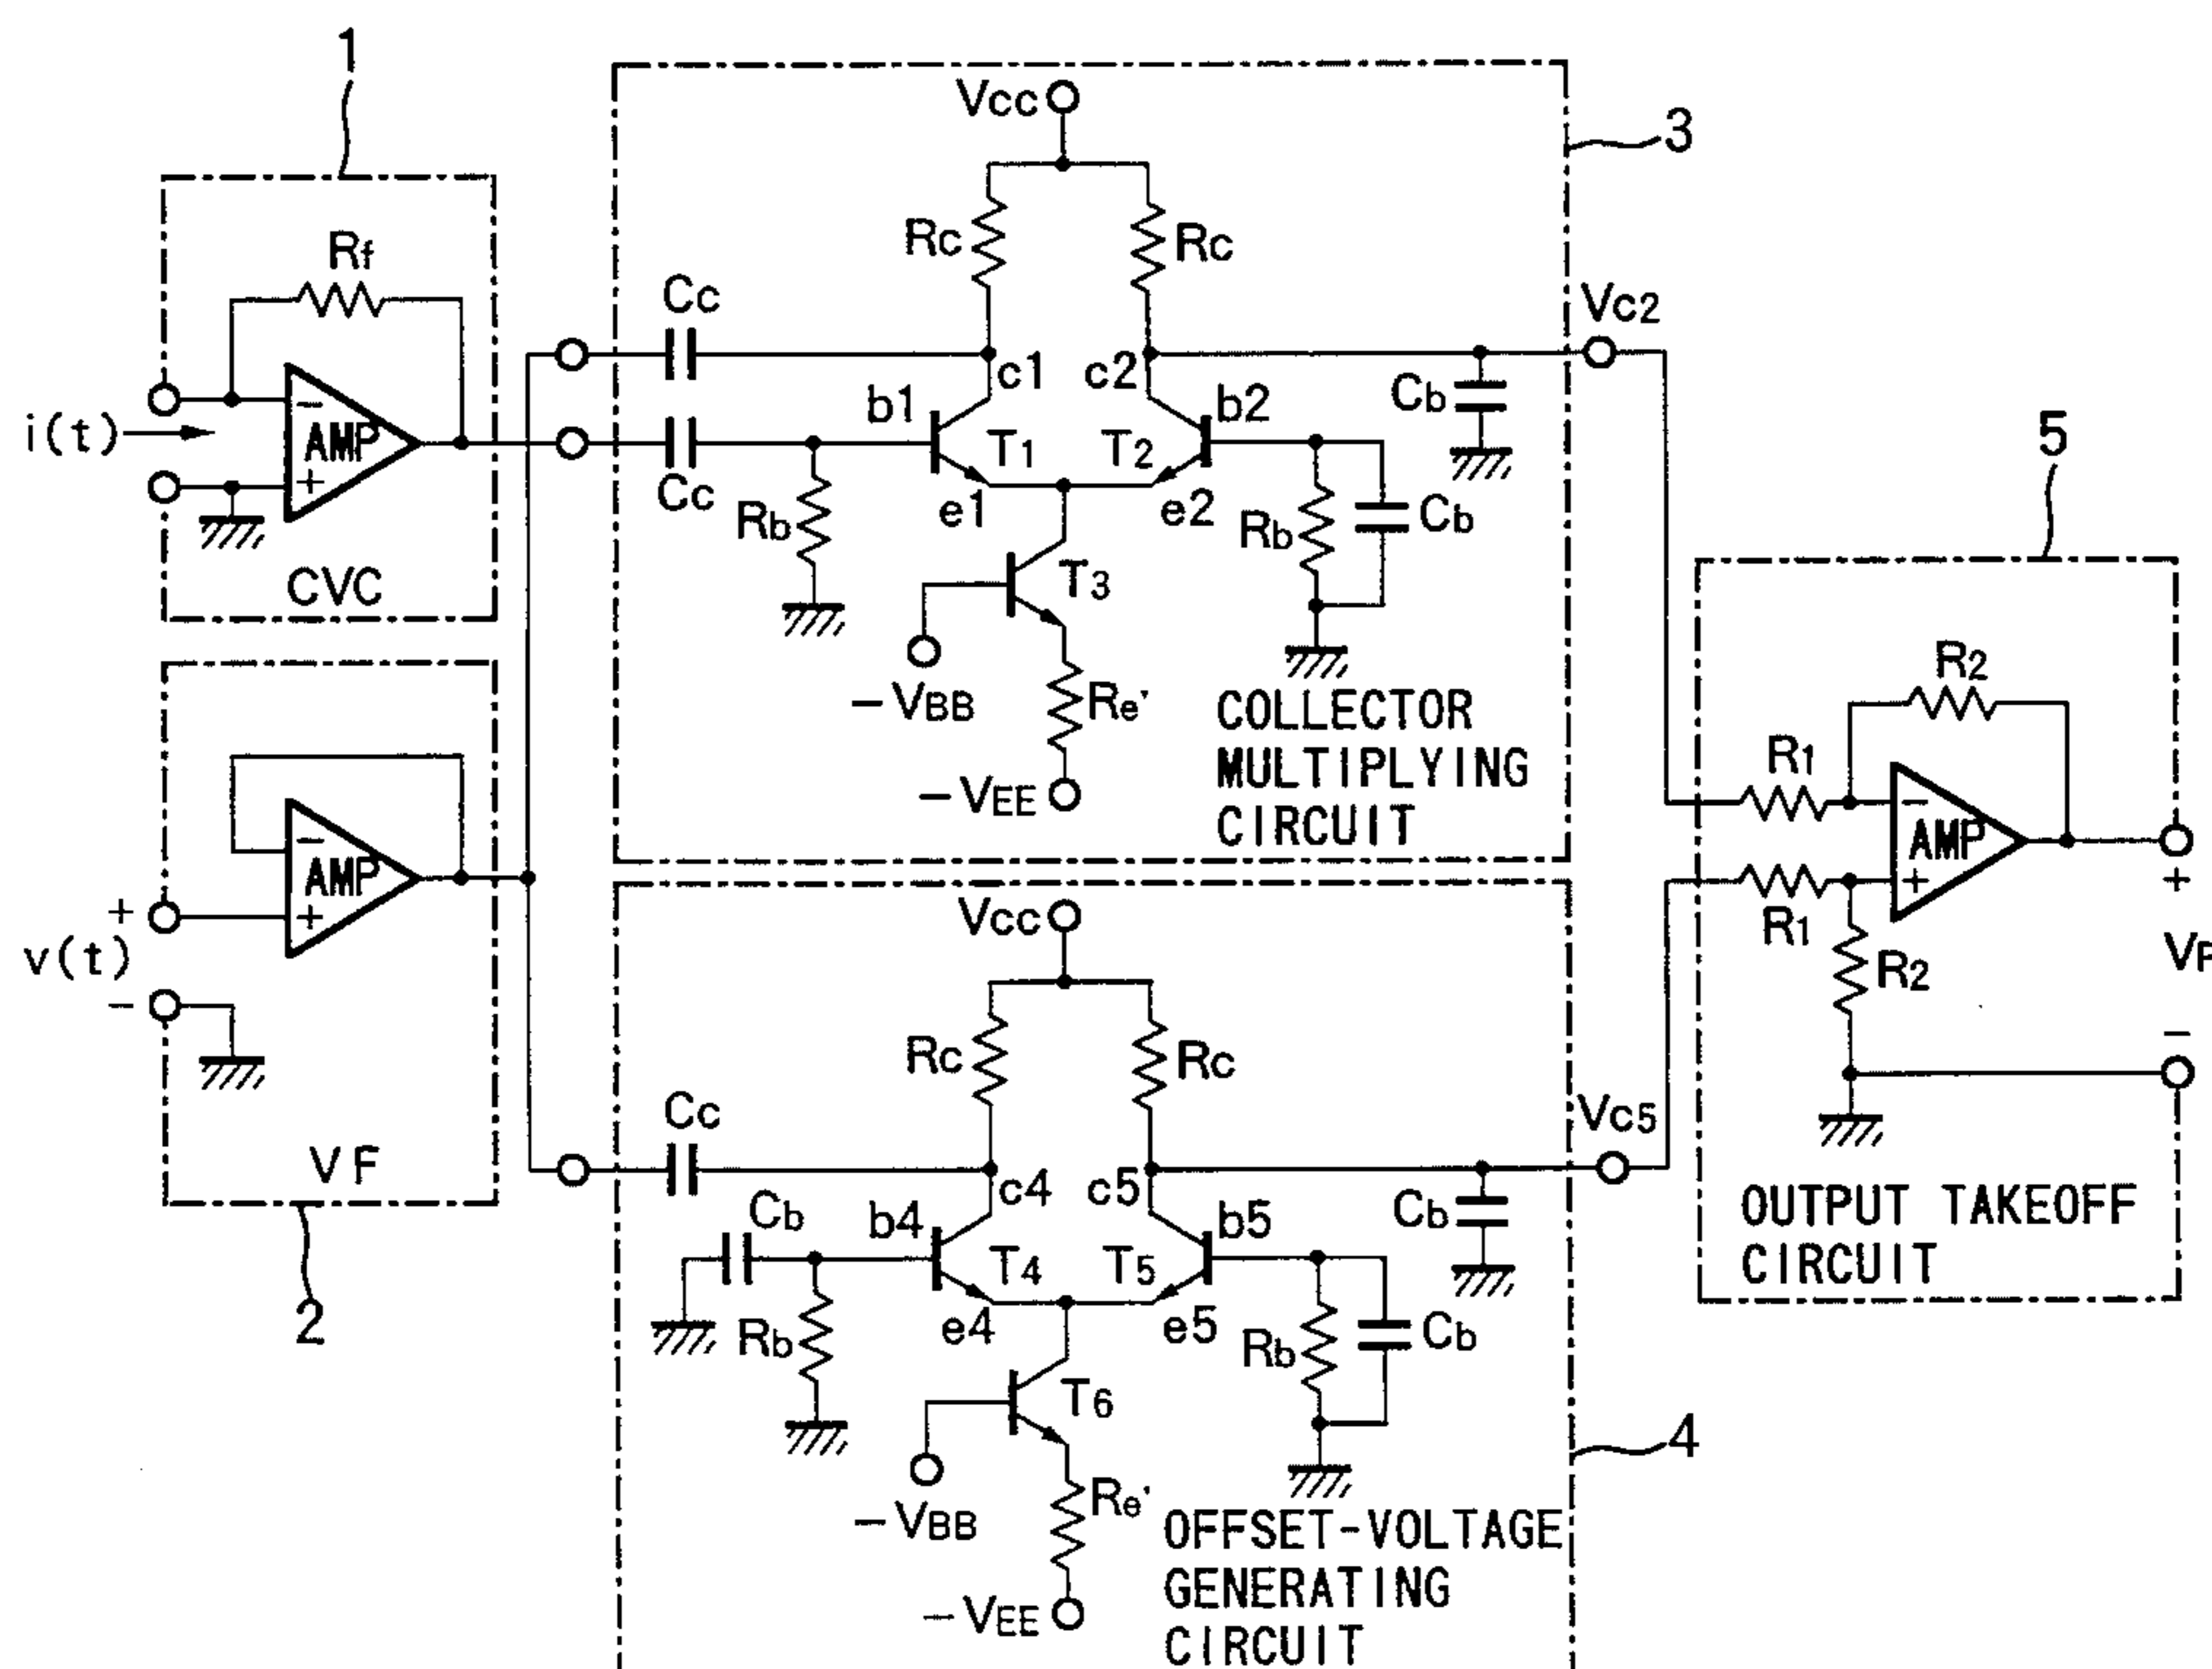 1
Rf
i(t)
−
AMP
+
CVC
+
v(t)
−
−
AMP
+
VF
2
3
Vcc
Rc
Rc
Cc
Cc
c1
c2
b1
b2
T1
T2
e1
e2
Rb
Rb
Cb
Cb
T3
−VBB
Re'
−VEE
COLLECTOR
MULTIPLYING
CIRCUIT
Vc2
4
Vcc
Rc
Rc
Cc
c4
c5
Cb
b4
b5
T4
T5
e4
e5
Rb
Rb
Cb
Cb
T6
−VBB
Re'
−VEE
OFFSET-VOLTAGE
GENERATING
CIRCUIT
Vc5
5
R2
R1
−
AMP
+
R1
R2
+
−
OUTPUT TAKEOFF
CIRCUIT